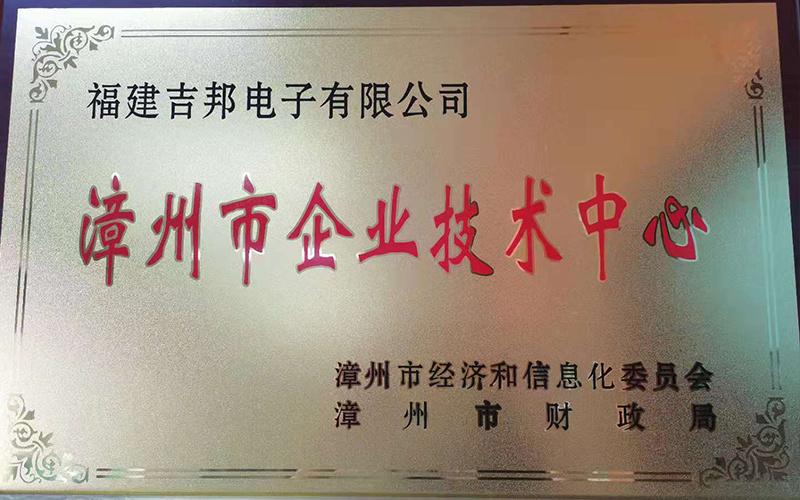 福建吉邦电子有限公司
漳州市企业技术中心
漳州市经济和信息化委员会
漳州市财政局